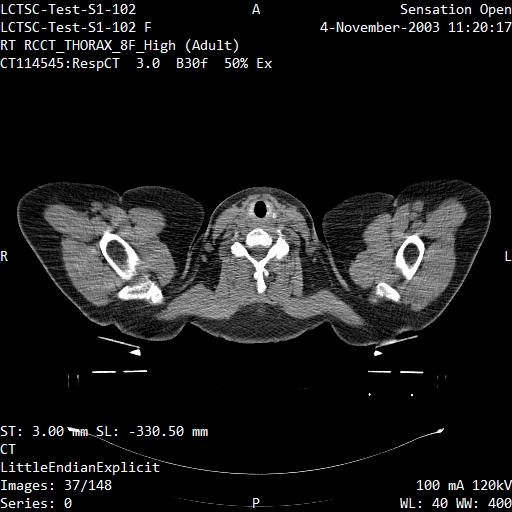 LCTSC-Test-S1-102
A
Sensation Open
LCTSC-Test-S1-102 F
4-November-2003 11:20:17
RT RCCT_THORAX_8F_High (Adult)
CT114545:RespCT 3.0 B30f 50% Ex
R
L
ST: 3.00 mm SL: -330.50 mm
CT
LittleEndianExplicit
Images: 37/148
100 mA 120kV
Series: 0
P
WL: 40 WW: 400